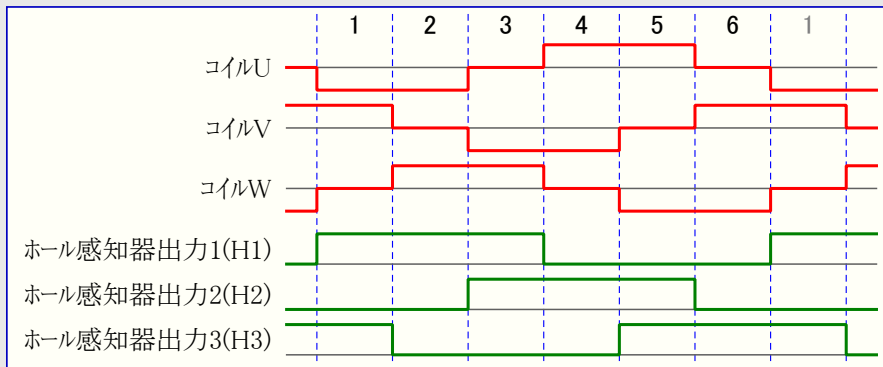 1 2 3 4 5 6 1
コイルU
コイルV
コイルW
ホール感知器出力1(H1)
ホール感知器出力2(H2)
ホール感知器出力3(H3)